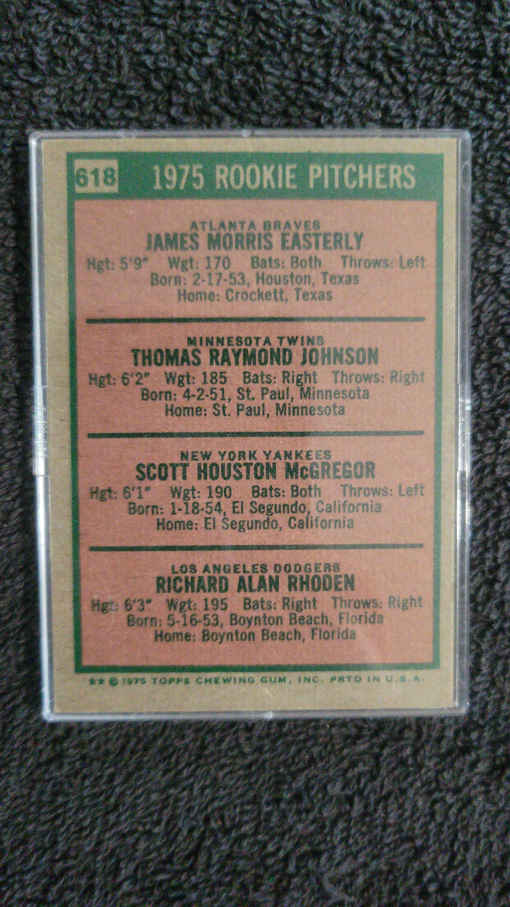 618 1975 ROOKIE PITCHERS
ATLANTA BRAVES
JAMES MORRIS EASTERLY
Hgt: 5'9" Wgt: 170 Bats: Both Throws: Left
Born: 2-17-53, Houston, Texas
Home: Crockett, Texas
MINNESOTA TWINS
THOMAS RAYMOND JOHNSON
Hgt: 6'2" Wgt: 185 Bats: Right Throws: Right
Born: 4-2-51, St. Paul, Minnesota
Home: St. Paul, Minnesota
NEW YORK YANKEES
SCOTT HOUSTON McGREGOR
Hgt: 6'1" Wgt: 190 Bats: Both Throws: Left
Born: 1-18-54, El Segundo, California
Home: El Segundo, California
LOS ANGELES DODGERS
RICHARD ALAN RHODEN
Hgt: 6'3" Wgt: 195 Bats: Right Throws: Right
Born: 5-16-53, Boynton Beach, Florida
Home: Boynton Beach, Florida
** © 1975 TOPPS CHEWING GUM, INC. PRTD IN U.S.A.